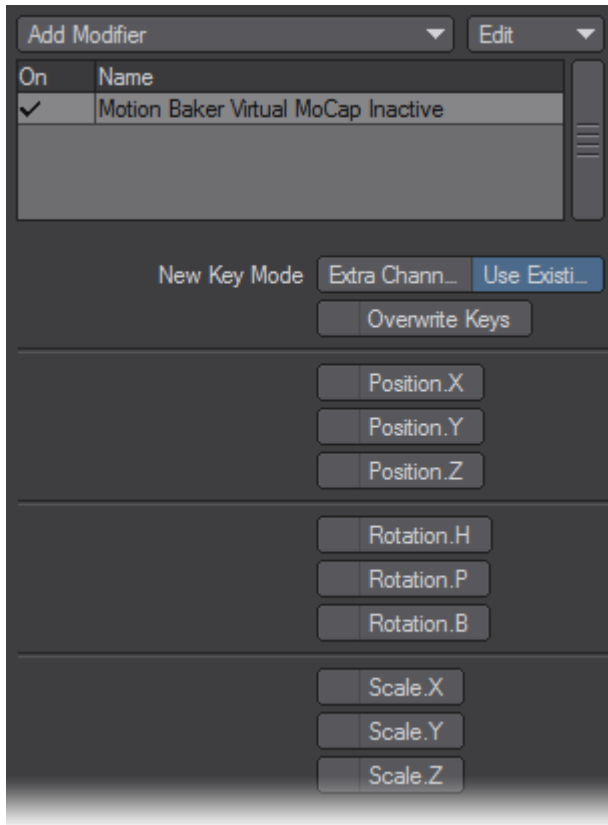 Add Modifier Edit
On Name
Motion Baker Virtual MoCap Inactive
New Key Mode Extra Chann... Use Existi...
Overwrite Keys
Position.X
Position.Y
Position.Z
Rotation.H
Rotation.P
Rotation.B
Scale.X
Scale.Y
Scale.Z